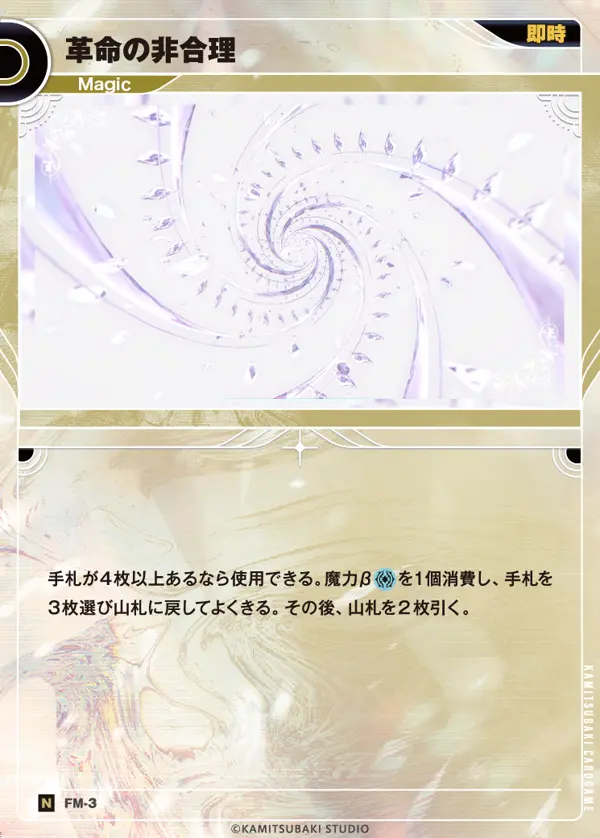 革命の非合理
即時
Magic
手札が4枚以上あるなら使用できる。魔力β を1個消費し、手札を
3枚選び山札に戻してよくきる。その後、山札を2枚引く。
KAMITSUBAKI CARDGAME
N FM-3
©KAMITSUBAKI STUDIO